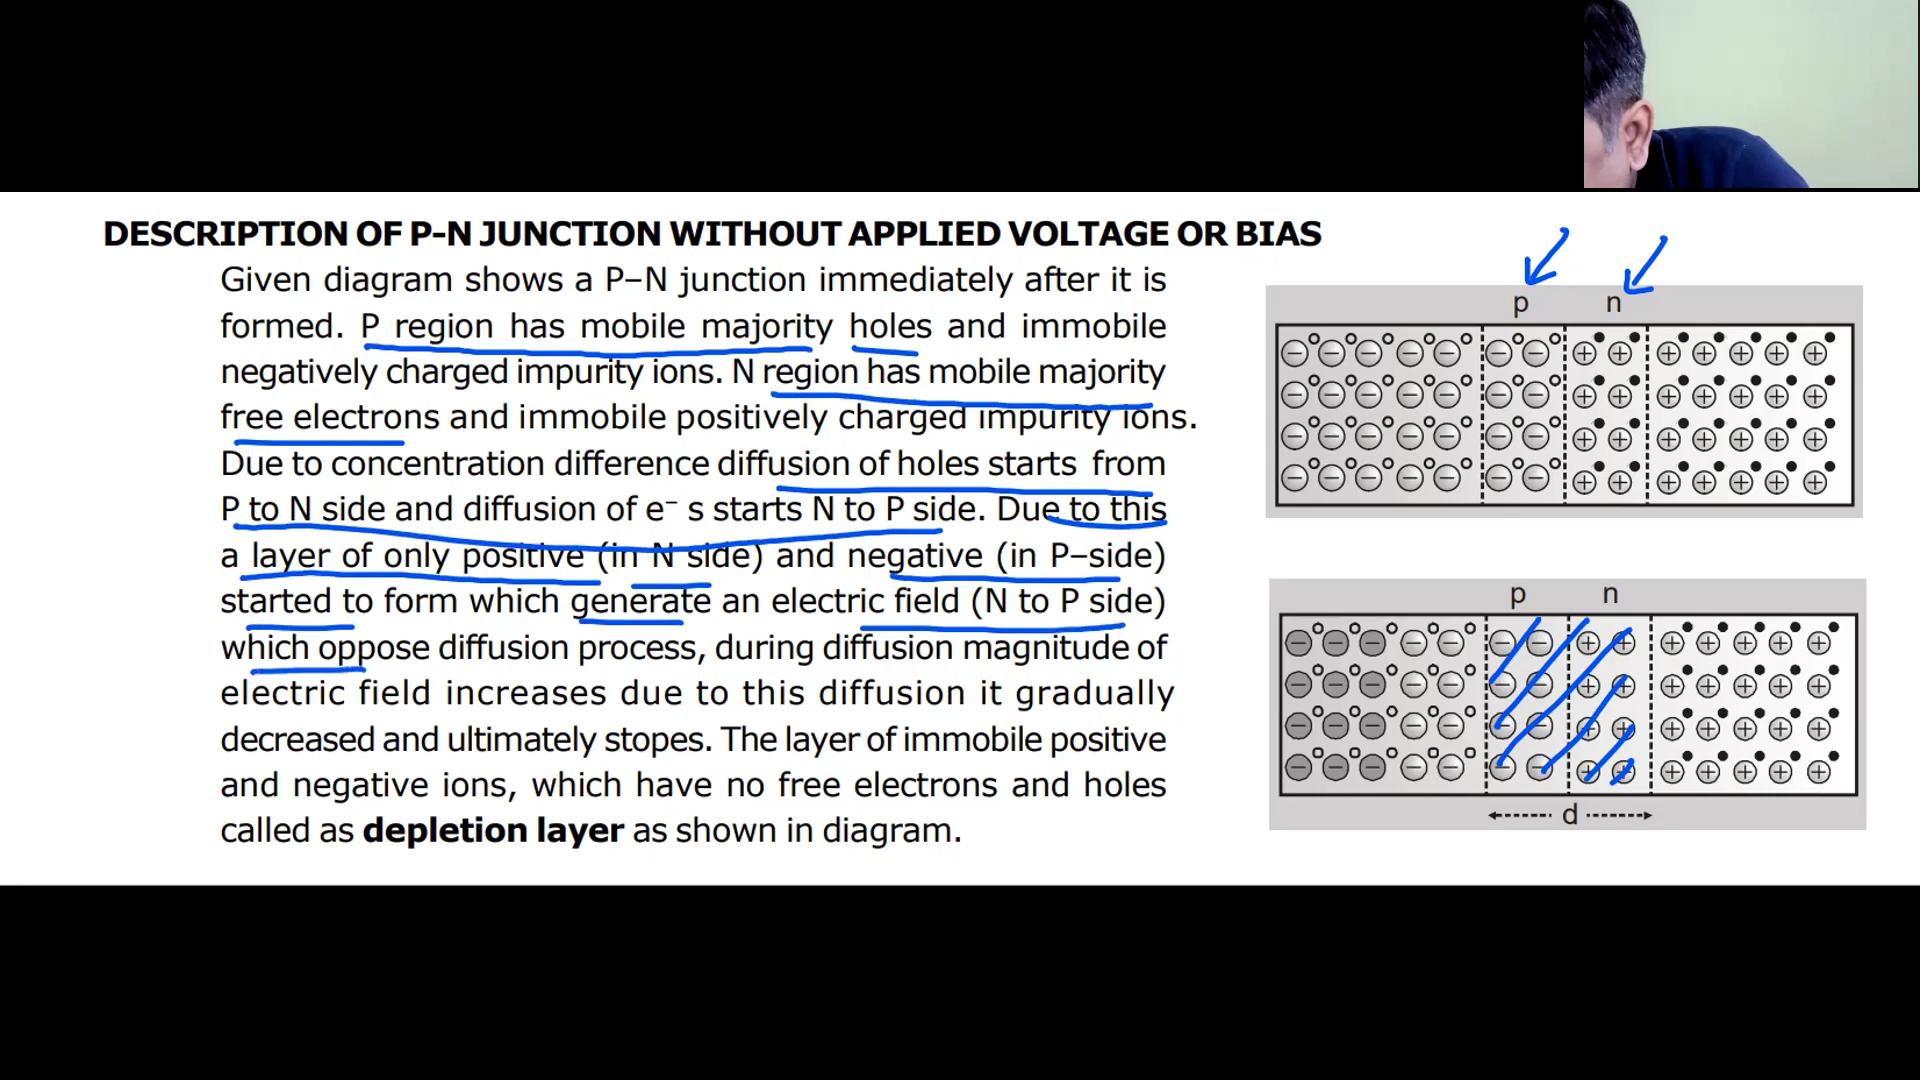 DESCRIPTION OF P-N JUNCTION WITHOUT APPLIED VOLTAGE OR BIAS
Given diagram shows a P–N junction immediately after it is
formed. P region has mobile majority holes and immobile
negatively charged impurity ions. N region has mobile majority
free electrons and immobile positively charged impurity ions.
Due to concentration difference diffusion of holes starts from
P to N side and diffusion of e⁻ s starts N to P side. Due to this
a layer of only positive (in N side) and negative (in P–side)
started to form which generate an electric field (N to P side)
which oppose diffusion process, during diffusion magnitude of
electric field increases due to this diffusion it gradually
decreased and ultimately stopes. The layer of immobile positive
and negative ions, which have no free electrons and holes
called as depletion layer as shown in diagram.
p n
p n
d